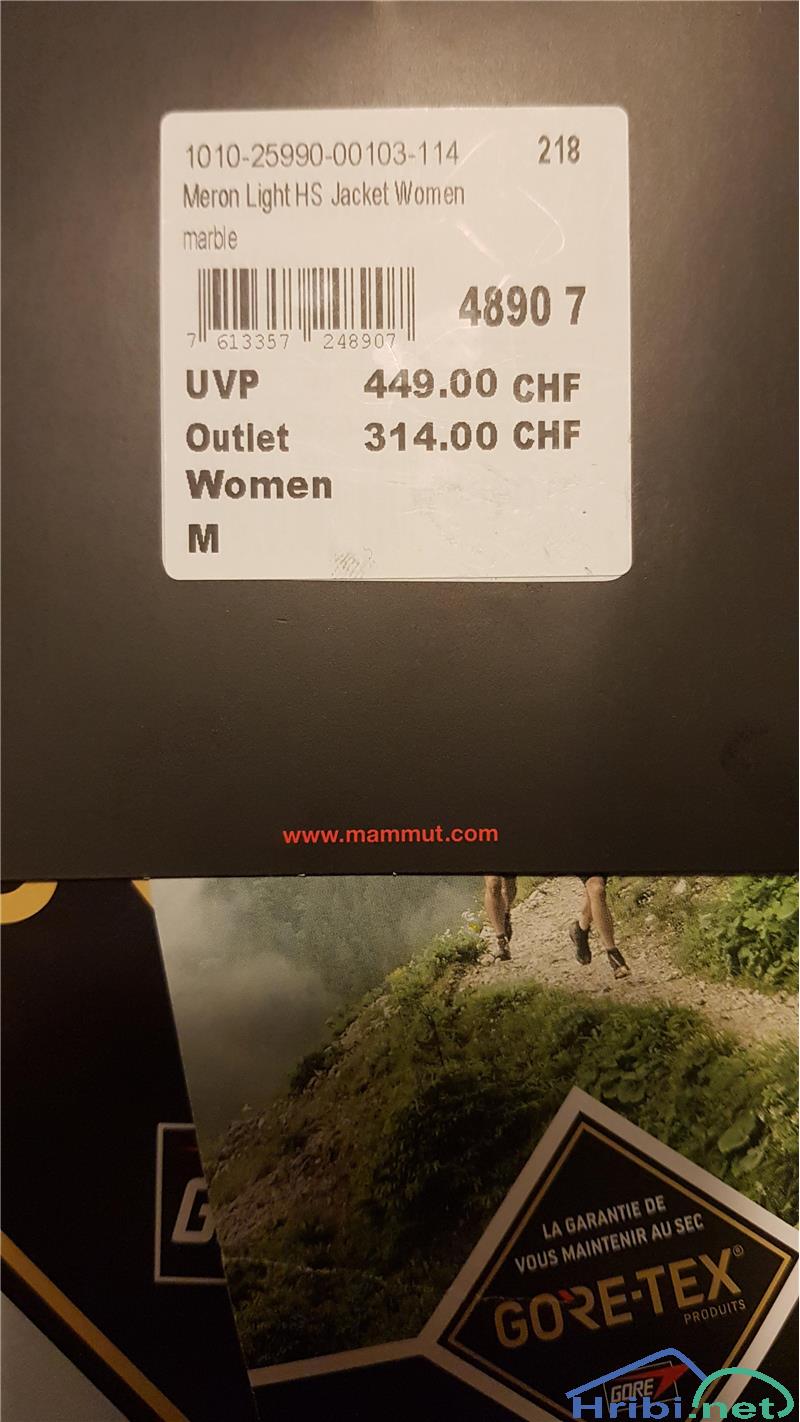 1010-25990-00103-114 218
Meron Light HS Jacket Women
marble
4890 7
7 613357 248907
UVP 449.00 CHF
Outlet 314.00 CHF
Women
M
www.mammut.com
LA GARANTIE DE
VOUS MAINTENIR AU SEC
GORE-TEX®
PRODUITS
GORE
Hribi.net